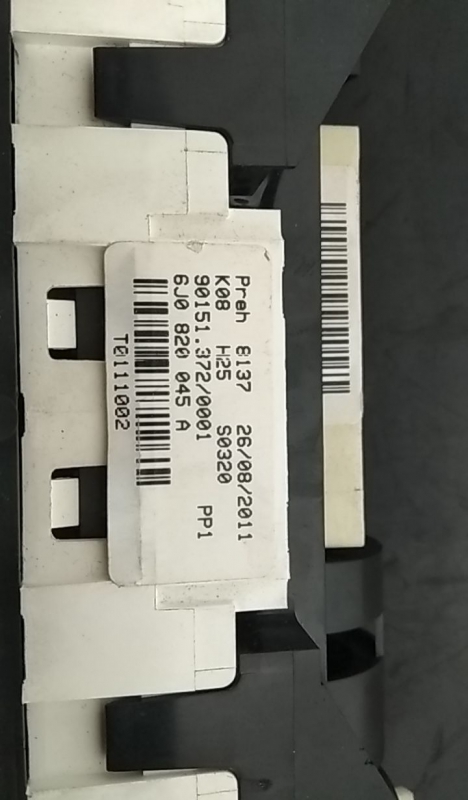 Preh 8137 26/08/2011
K08 H25 S0320
90151.372/0001 PP1
6J0 820 045 A
T0111002